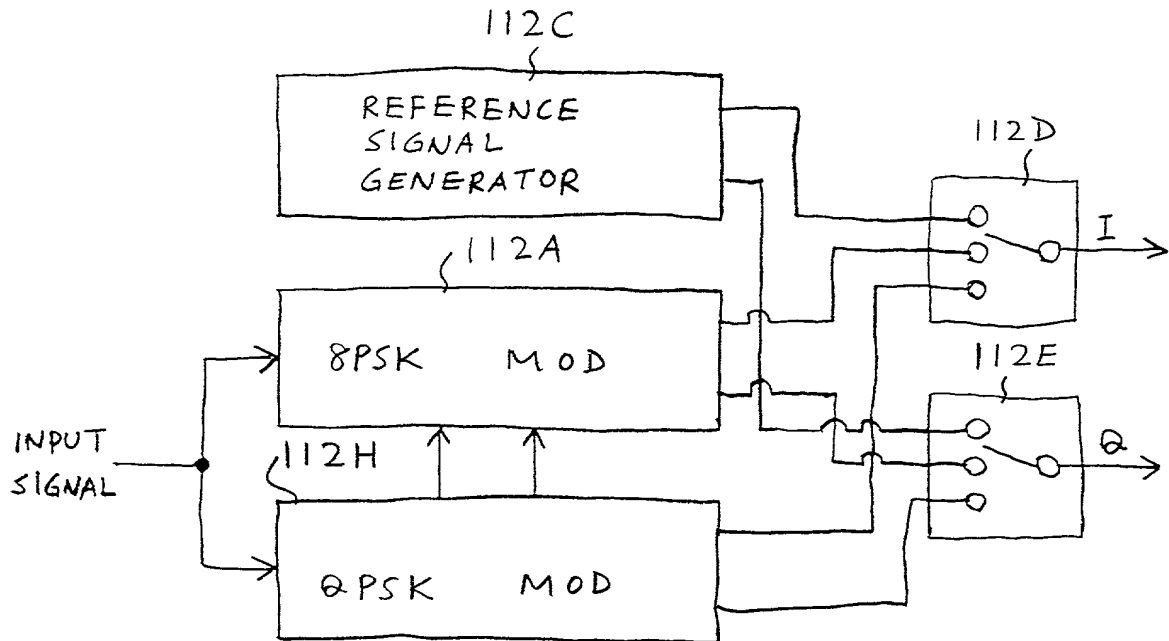 112C
REFERENCE
SIGNAL
GENERATOR
112D
I
112A
8PSK MOD
112E
Q
INPUT
SIGNAL
112H
QPSK MOD